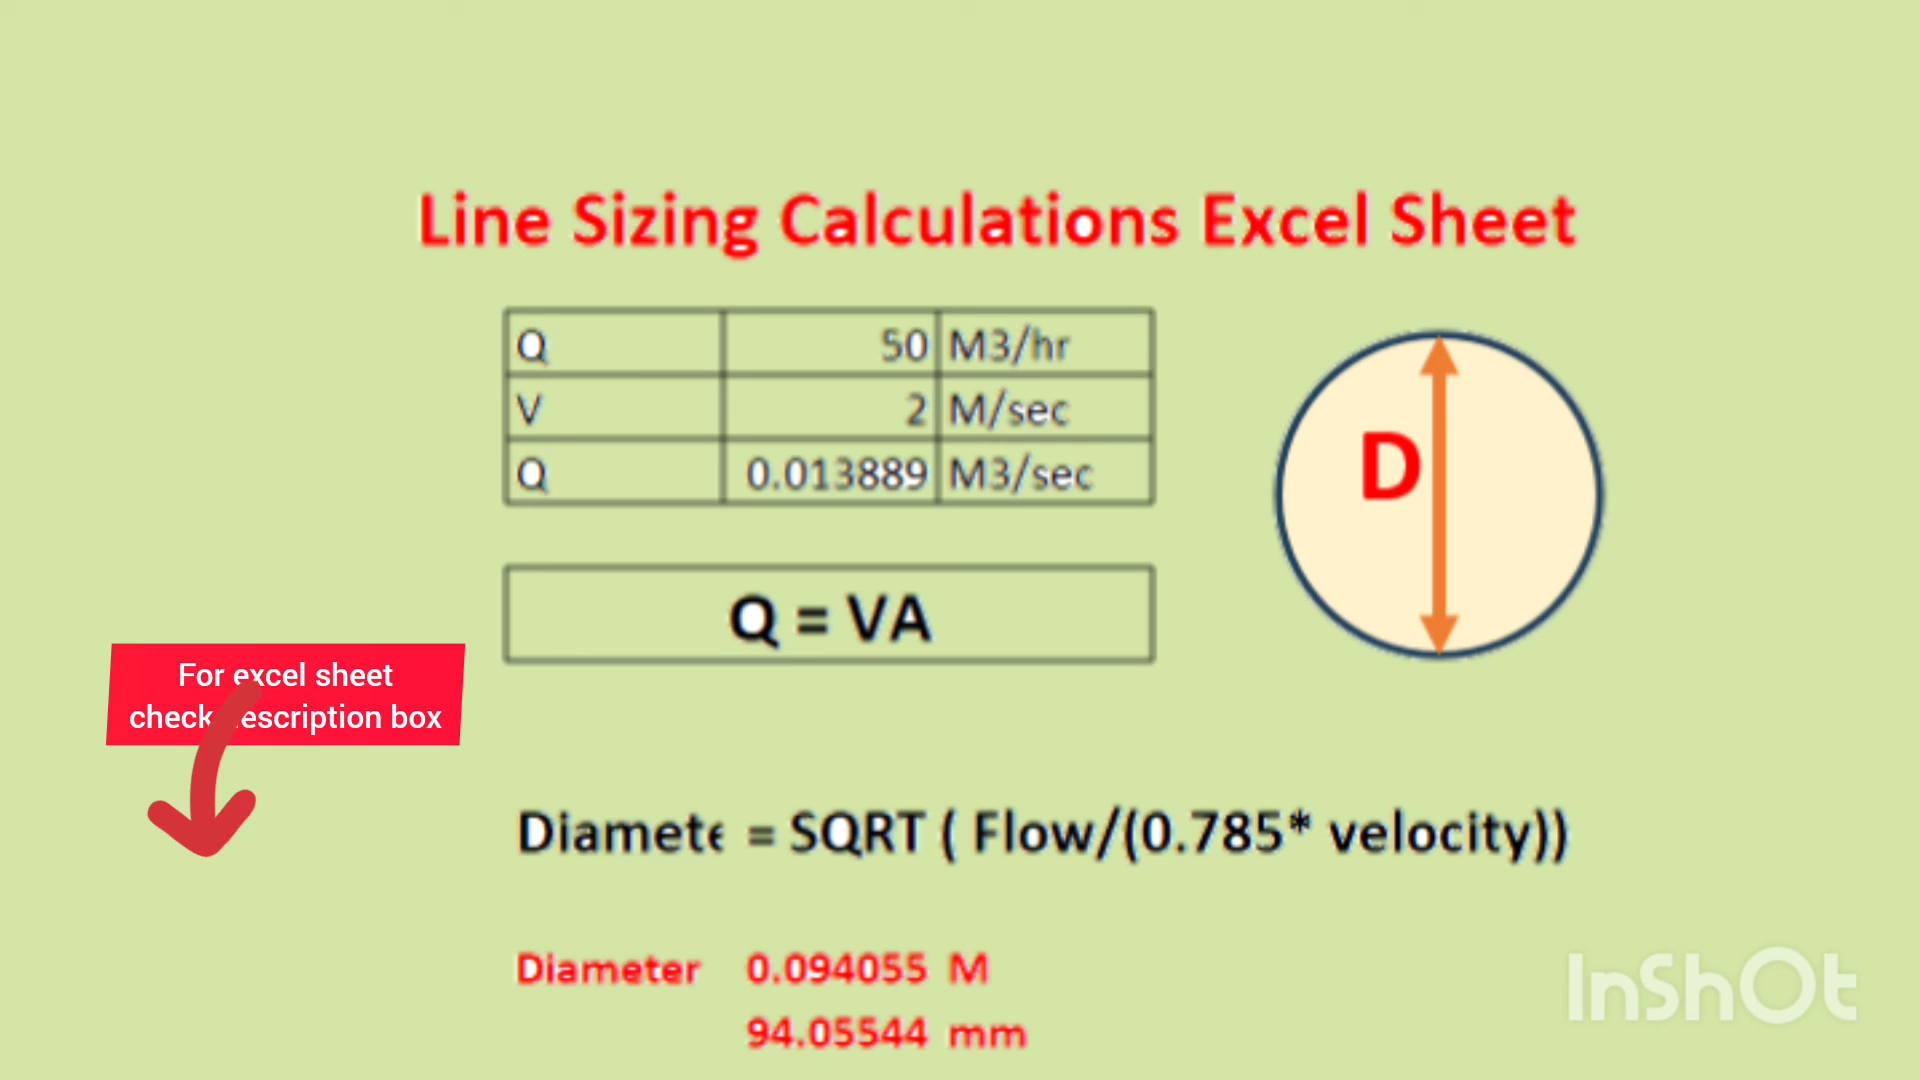 Line Sizing Calculations Excel Sheet
Q 50 M3/hr
V 2 M/sec
Q 0.013889 M3/sec
D
Q = VA
For excel sheet
check description box
Diamete = SQRT ( Flow/(0.785* velocity))
Diameter 0.094055 M
94.05544 mm
InShOt